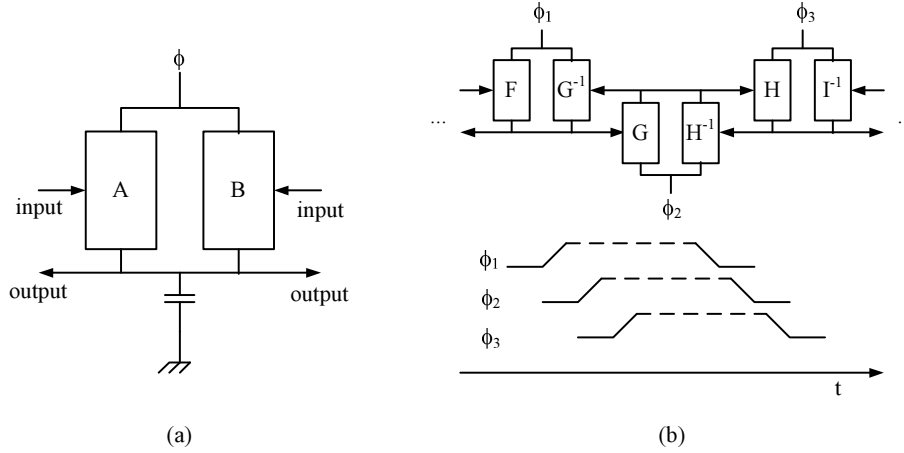 ϕ
A
B
input
input
output
output
(a)
ϕ1
ϕ3
F
G-1
H
I-1
...
.
G
H-1
ϕ2
ϕ1
ϕ2
ϕ3
t
(b)